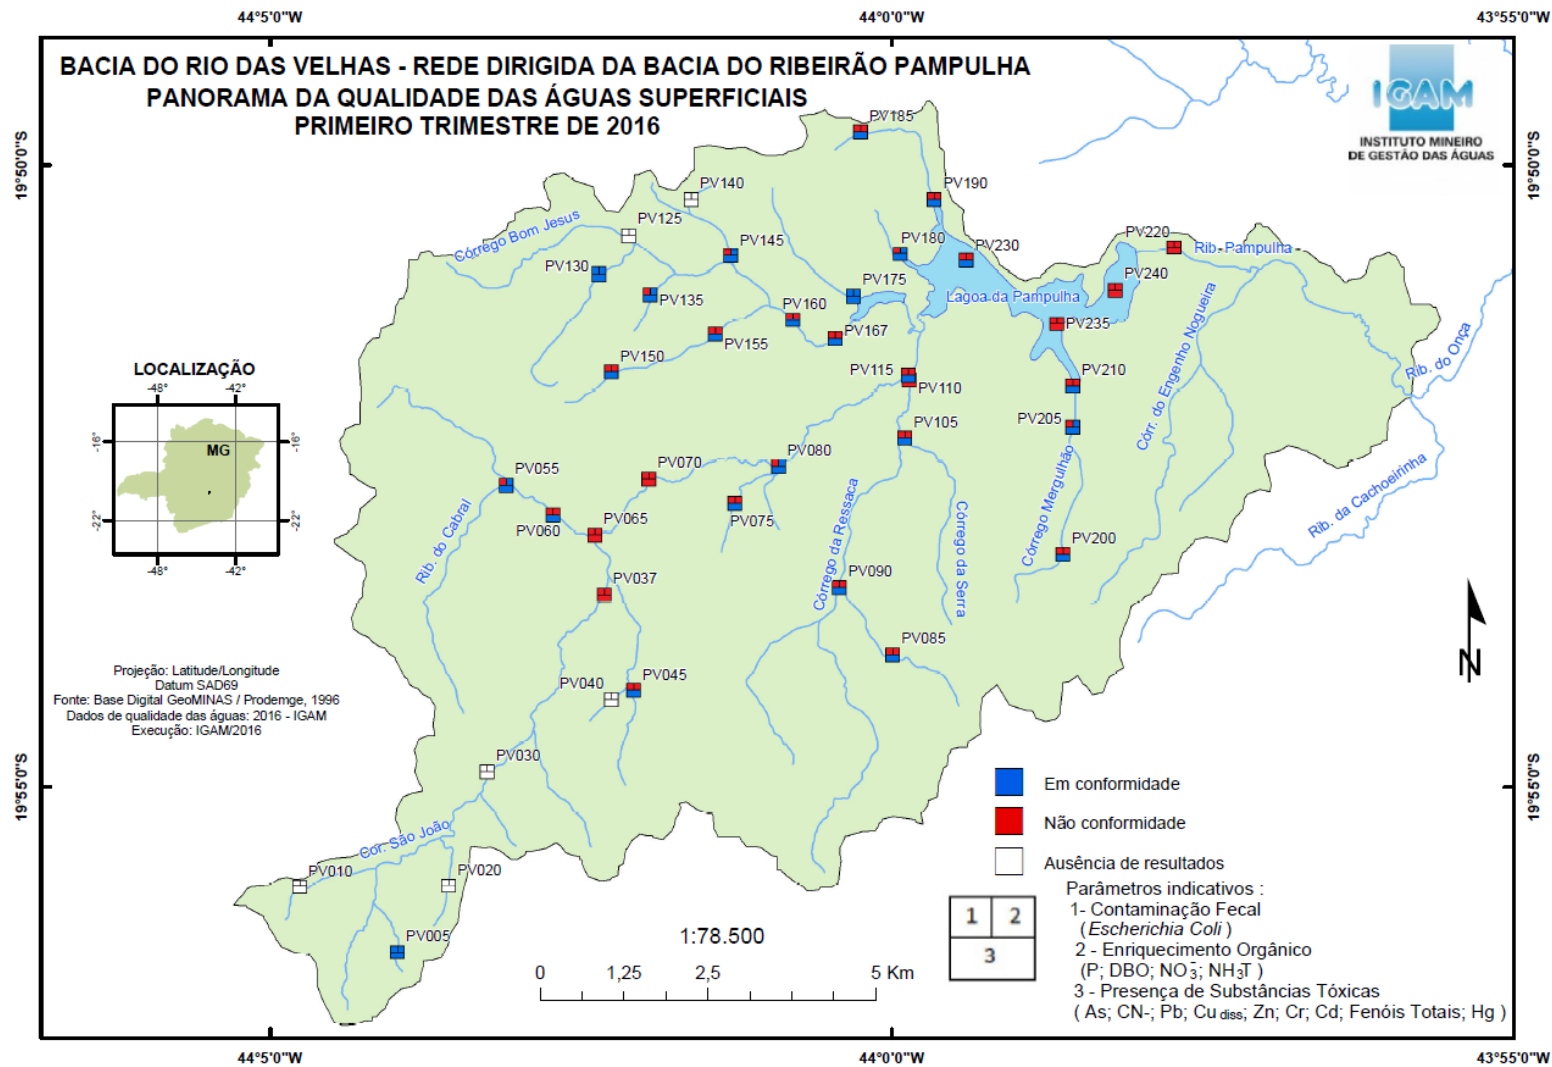 44°5'0"W
44°0'0"W
43°55'0"W
BACIA DO RIO DAS VELHAS - REDE DIRIGIDA DA BACIA DO RIBEIRÃO PAMPULHA
PANORAMA DA QUALIDADE DAS ÁGUAS SUPERFICIAIS
PRIMEIRO TRIMESTRE DE 2016
IGAM
INSTITUTO MINEIRO
DE GESTÃO DAS ÁGUAS
19°50'0"S
19°50'0"S
PV185
PV140
PV190
PV125
Córrego Bom Jesus
PV145
PV180
PV230
PV220
Rib. Pampulha
PV130
PV240
PV175
Lagoa da Pampulha
PV135
PV160
PV235
PV167
PV155
Córr. do Engenho Nogueira
Rib. do Onça
PV150
PV115
PV110
PV210
LOCALIZAÇÃO
-48°
-42°
-16°
-16°
MG
-22°
-22°
-48°
-42°
PV105
PV205
PV080
PV070
PV055
PV075
PV065
PV060
Rib. do Cabral
Córrego da Ressaca
Córrego da Serra
Córrego Mergulhão
Rib. da Cachoeirinha
PV200
PV037
PV090
PV085
PV045
PV040
N
Projeção: Latitude/Longitude
Datum SAD69
Fonte: Base Digital GeoMINAS / Prodemge, 1996
Dados de qualidade das águas: 2016 - IGAM
Execução: IGAM/2016
PV030
19°55'0"S
19°55'0"S
Cor. São João
PV010
PV020
PV005
Em conformidade
Não conformidade
Ausência de resultados
1 2
3
Parâmetros indicativos :
1- Contaminação Fecal
(Escherichia Coli )
2 - Enriquecimento Orgânico
(P; DBO; NO3-; NH3T )
3 - Presença de Substâncias Tóxicas
( As; CN-; Pb; Cu diss; Zn; Cr; Cd; Fenóis Totais; Hg )
1:78.500
0 1,25 2,5 5 Km
44°5'0"W
44°0'0"W
43°55'0"W